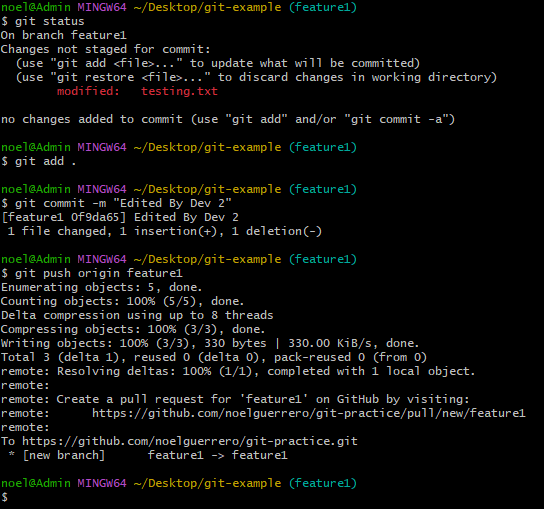 noel@Admin MINGW64 ~/Desktop/git-example (feature1)
$ git status
On branch feature1
Changes not staged for commit:
  (use "git add <file>..." to update what will be committed)
  (use "git restore <file>..." to discard changes in working directory)
        modified:   testing.txt

no changes added to commit (use "git add" and/or "git commit -a")

noel@Admin MINGW64 ~/Desktop/git-example (feature1)
$ git add .

noel@Admin MINGW64 ~/Desktop/git-example (feature1)
$ git commit -m "Edited By Dev 2"
[feature1 0f9da65] Edited By Dev 2
 1 file changed, 1 insertion(+), 1 deletion(-)

noel@Admin MINGW64 ~/Desktop/git-example (feature1)
$ git push origin feature1
Enumerating objects: 5, done.
Counting objects: 100% (5/5), done.
Delta compression using up to 8 threads
Compressing objects: 100% (3/3), done.
Writing objects: 100% (3/3), 330 bytes | 330.00 KiB/s, done.
Total 3 (delta 1), reused 0 (delta 0), pack-reused 0 (from 0)
remote: Resolving deltas: 100% (1/1), completed with 1 local object.
remote:
remote: Create a pull request for 'feature1' on GitHub by visiting:
remote:      https://github.com/noelguerrero/git-practice/pull/new/feature1
remote:
To https://github.com/noelguerrero/git-practice.git
 * [new branch]      feature1 -> feature1

noel@Admin MINGW64 ~/Desktop/git-example (feature1)
$